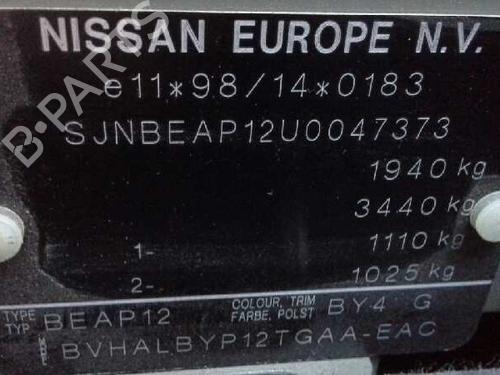 NISSAN EUROPE N.V.
e11*98/14*0183
SJNBEAP12U0047373
1940 kg
3440 kg
1- 1110 kg
2- 1025 kg
TYPE TYP BEAP12 COLOUR, TRIM FARBE, POLST BY4 G
BVHALBYP12TGAA-EAC
B-PARTS